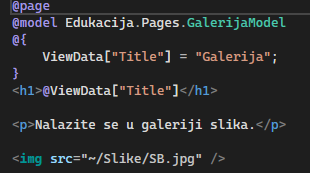 @page
@model Edukacija.Pages.GalerijaModel
@{
    ViewData["Title"] = "Galerija";
}
<h1>@ViewData["Title"]</h1>
<p>Nalazite se u galeriji slika.</p>
<img src="~/Slike/SB.jpg" />